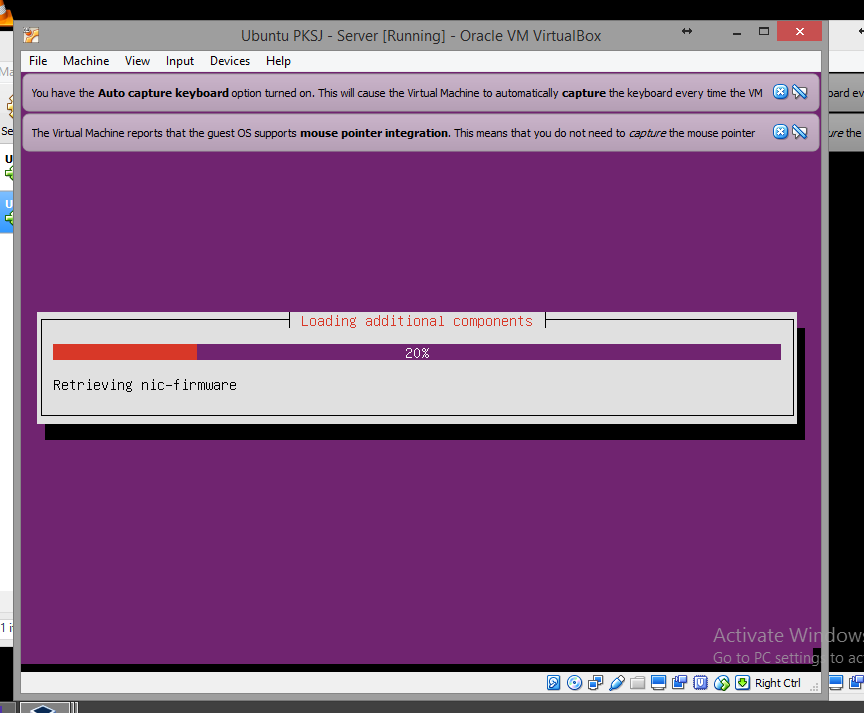 Ubuntu PKSJ - Server [Running] - Oracle VM VirtualBox
File Machine View Input Devices Help
You have the Auto capture keyboard option turned on. This will cause the Virtual Machine to automatically capture the keyboard every time the VM
The Virtual Machine reports that the guest OS supports mouse pointer integration. This means that you do not need to capture the mouse pointer
Loading additional components
20%
Retrieving nic-firmware
Activate Windows
Go to PC settings to ac
Right Ctrl